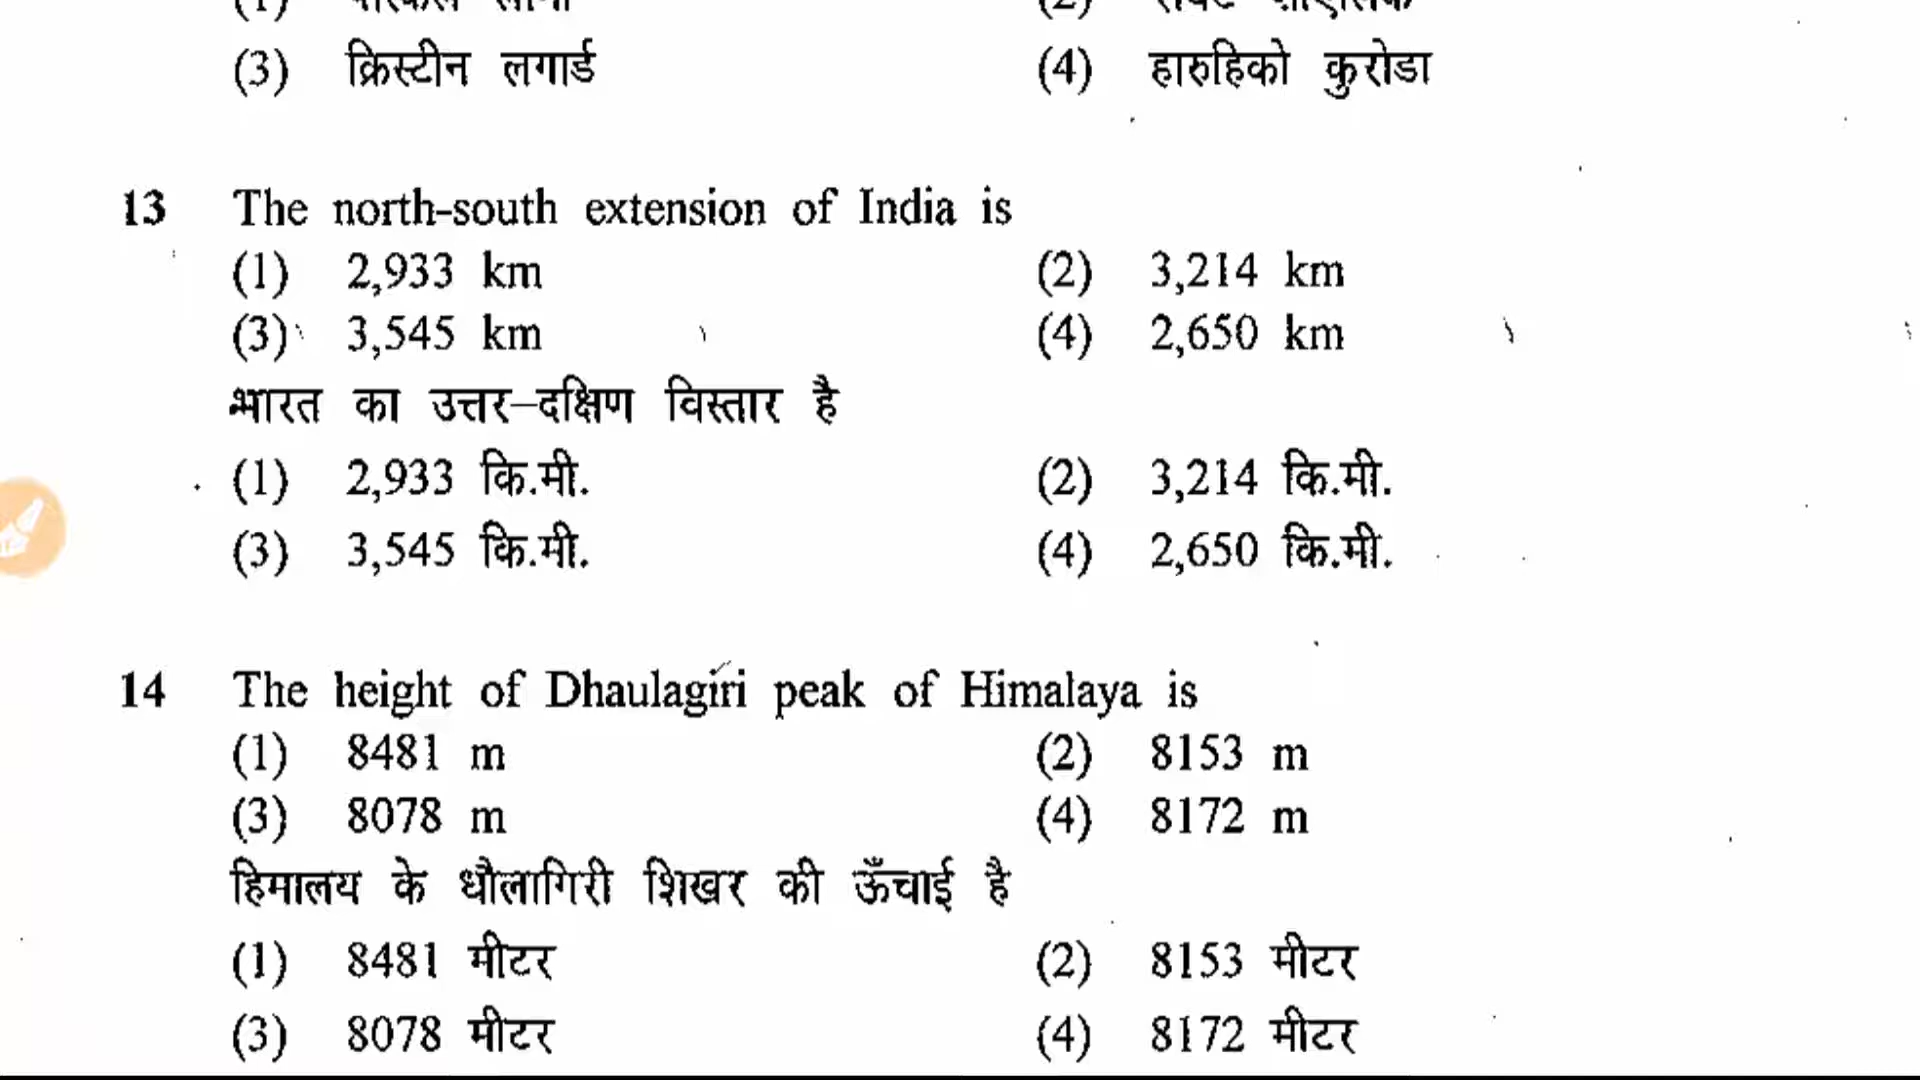 (3) क्रिस्टीन लगार्ड (4) हारुहिको कुरोडा
13 The north-south extension of India is
(1) 2,933 km (2) 3,214 km
(3) 3,545 km (4) 2,650 km
भारत का उत्तर–दक्षिण विस्तार है
(1) 2,933 कि.मी. (2) 3,214 कि.मी.
(3) 3,545 कि.मी. (4) 2,650 कि.मी.
14 The height of Dhaulagiri peak of Himalaya is
(1) 8481 m (2) 8153 m
(3) 8078 m (4) 8172 m
हिमालय के धौलागिरी शिखर की ऊँचाई है
(1) 8481 मीटर (2) 8153 मीटर
(3) 8078 मीटर (4) 8172 मीटर